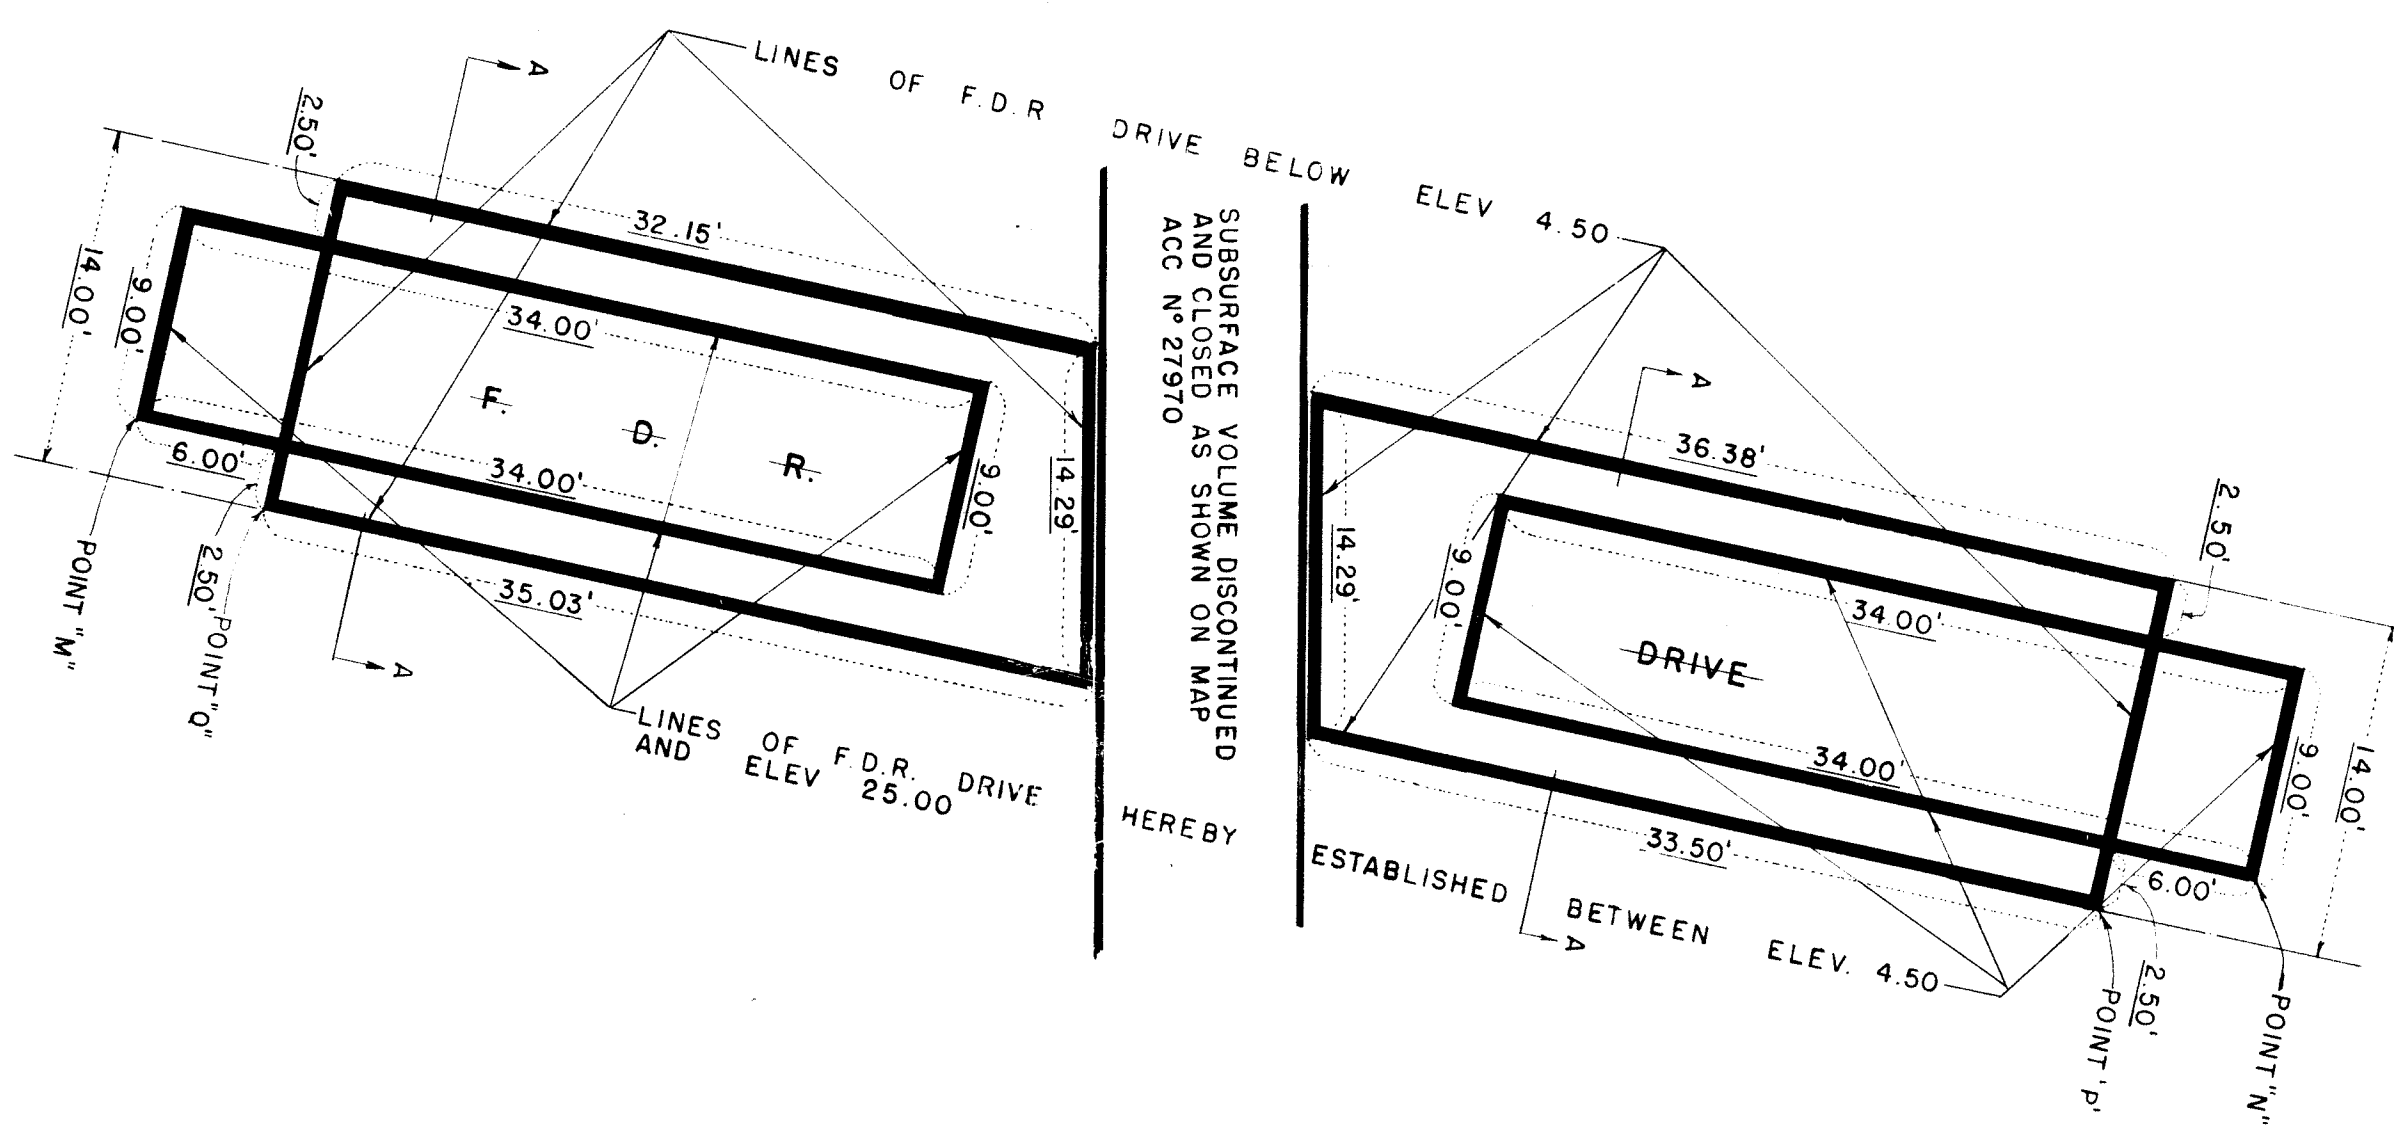 LINES OF F.D.R DRIVE BELOW ELEV 4.50
A
2.50'
32.15'
14.00'
9.00'
34.00'
F. D. R.
6.00'
34.00'
9.00'
14.29'
2.50'
35.03'
POINT "M"
POINT "Q"
A
SUBSURFACE VOLUME DISCONTINUED
AND CLOSED AS SHOWN ON MAP
ACC Nº 27970
A
36.38'
2.50'
14.29'
9.00'
34.00'
DRIVE
34.00'
9.00'
14.00'
33.50'
6.00'
A
2.50'
POINT 'P'
POINT "N"
LINES OF F.D.R. DRIVE HEREBY ESTABLISHED BETWEEN ELEV. 4.50
AND ELEV 25.00